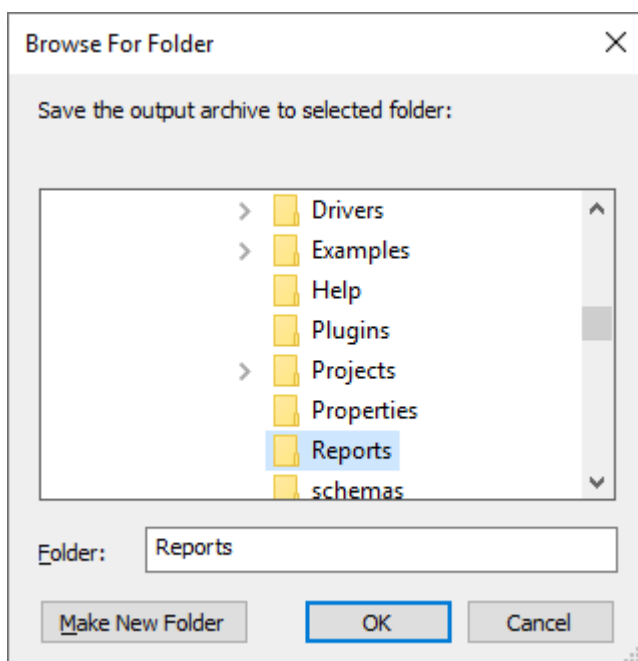 Browse For Folder
Save the output archive to selected folder:
Drivers
Examples
Help
Plugins
Projects
Properties
Reports
schemas
Folder: Reports
Make New Folder OK Cancel